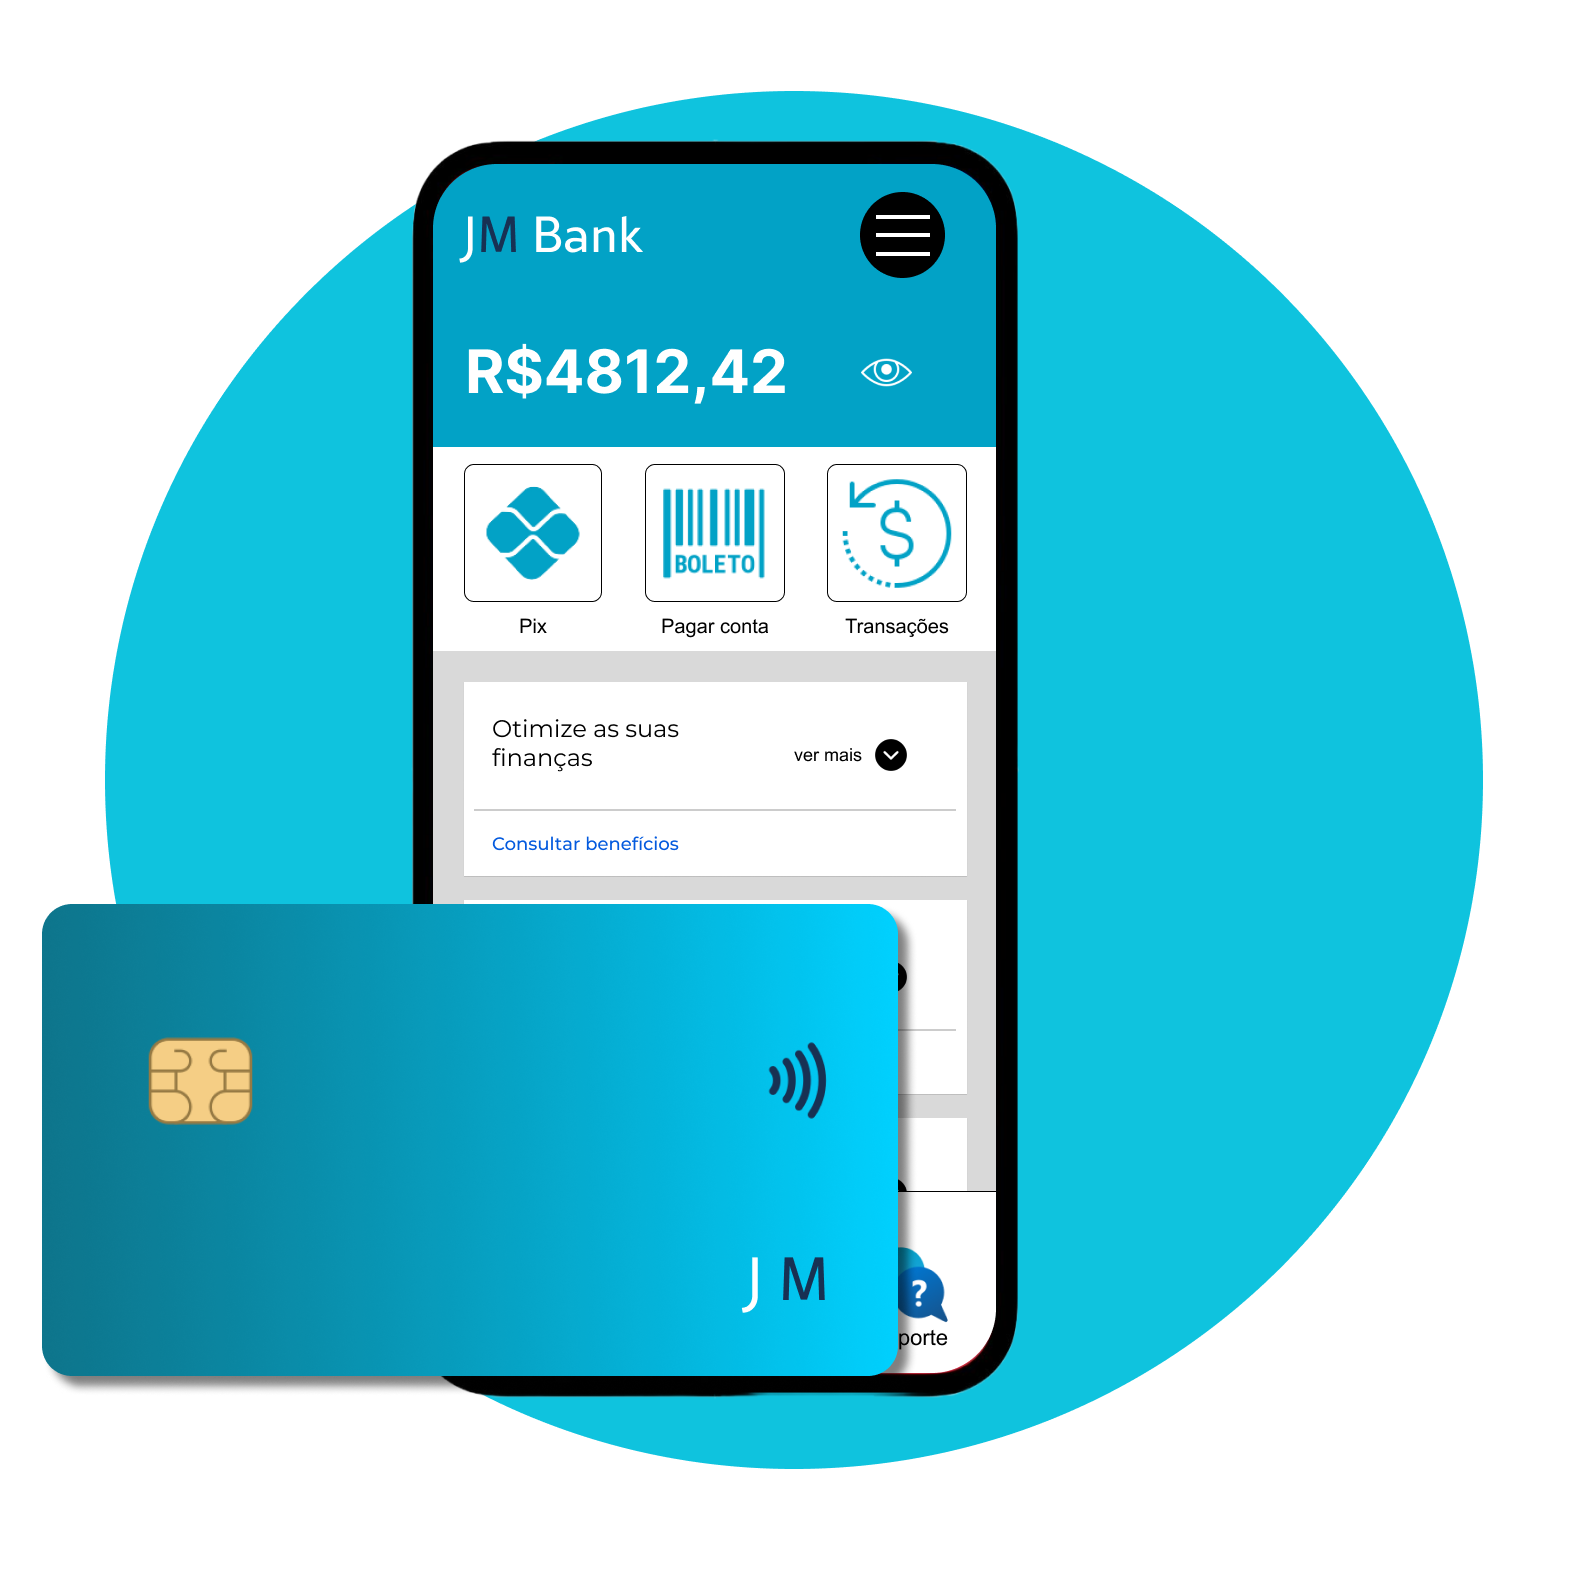 JM Bank
R$4812,42
BOLETO
Pix
Pagar conta
Transações
Otimize as suas
finanças
ver mais
Consultar benefícios
J M
?
porte